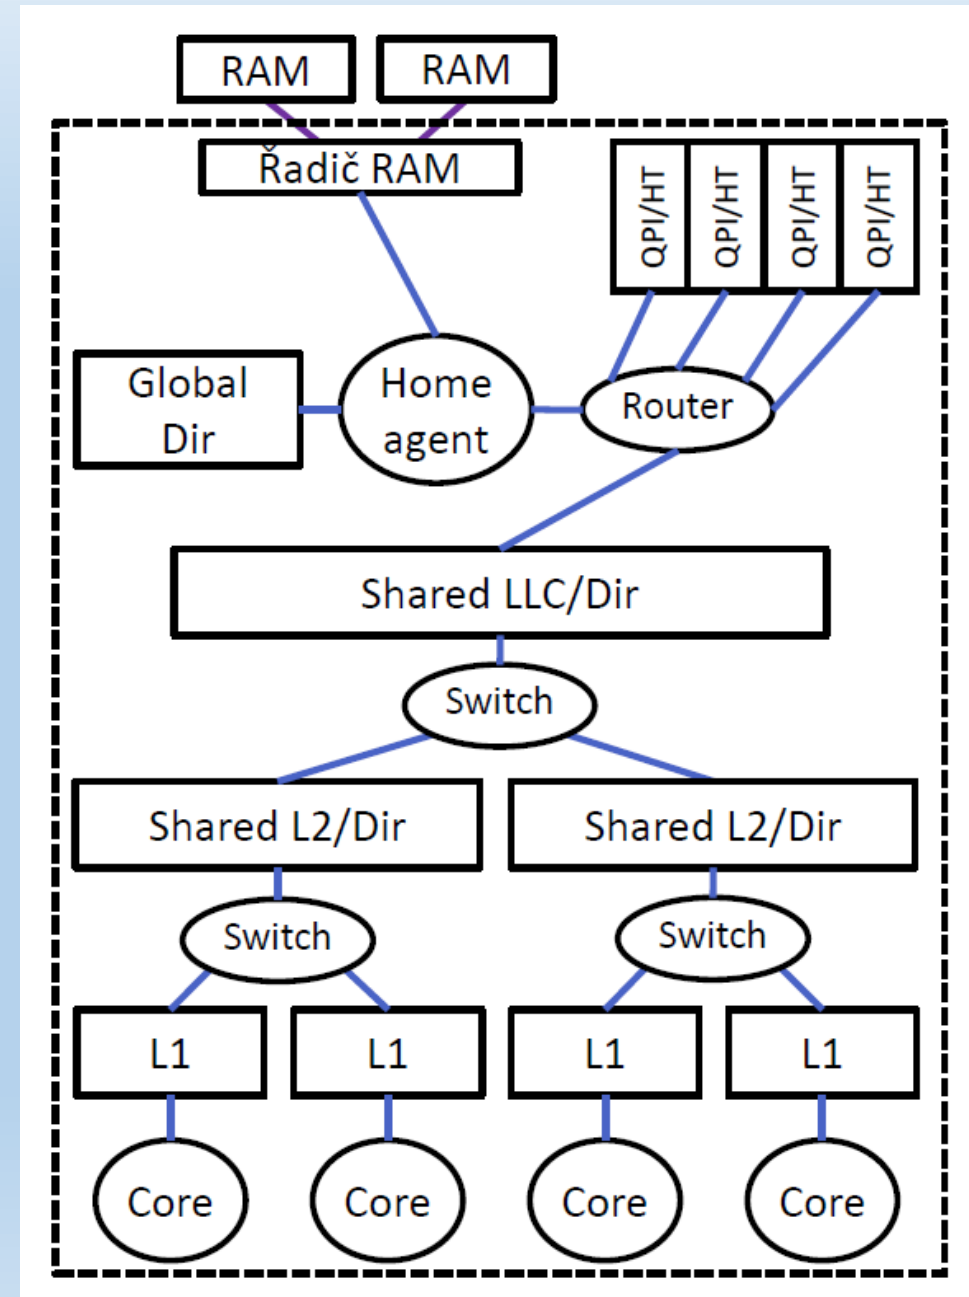 RAM
RAM
Řadič RAM
QPI/HT
QPI/HT
QPI/HT
QPI/HT
Global
Dir
Home
agent
Router
Shared LLC/Dir
Switch
Shared L2/Dir
Shared L2/Dir
Switch
Switch
L1
L1
L1
L1
Core
Core
Core
Core